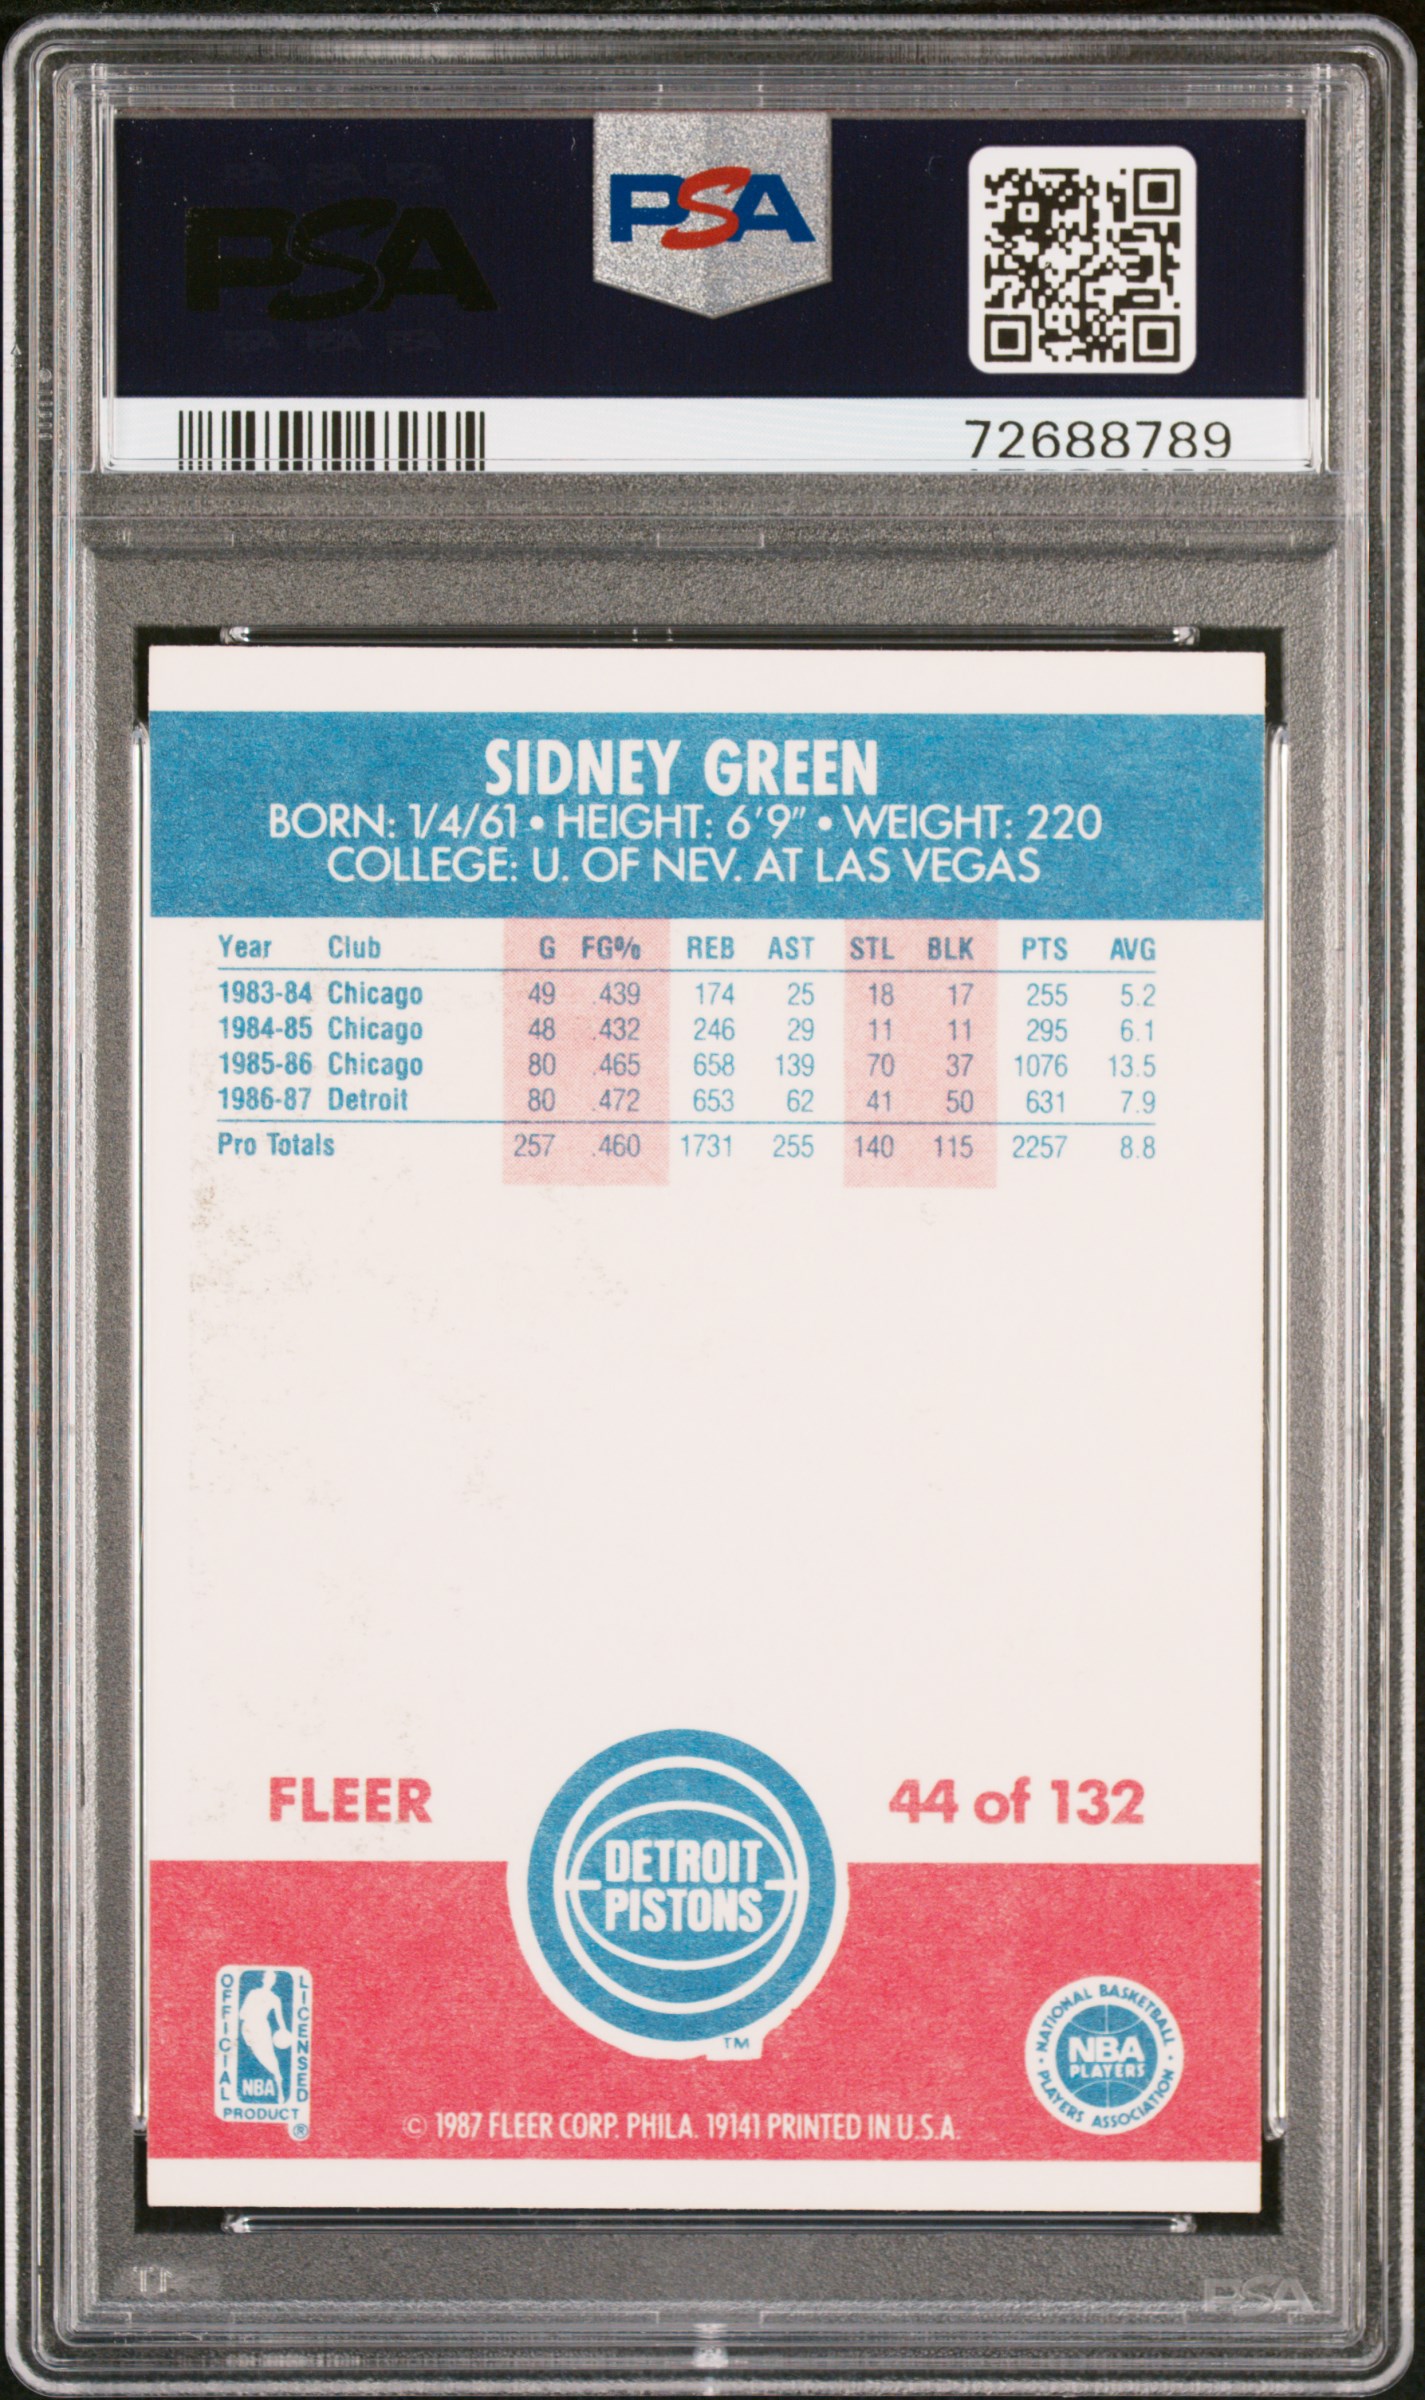 PSA
PSA
72688789
SIDNEY GREEN
BORN: 1/4/61 • HEIGHT: 6'9" • WEIGHT: 220
COLLEGE: U. OF NEV. AT LAS VEGAS
Year Club G FG% REB AST STL BLK PTS AVG
1983-84 Chicago 49 .439 174 25 18 17 255 5.2
1984-85 Chicago 48 .432 246 29 11 11 295 6.1
1985-86 Chicago 80 .465 658 139 70 37 1076 13.5
1986-87 Detroit 80 .472 653 62 41 50 631 7.9
Pro Totals 257 .460 1731 255 140 115 2257 8.8
FLEER
44 of 132
DETROIT
PISTONS
TM
OFFICIAL LICENSED
NBA
PRODUCT
®
NATIONAL BASKETBALL
NBA
PLAYERS
• PLAYERS ASSOCIATION •
© 1987 FLEER CORP. PHILA. 19141 PRINTED IN U.S.A.
PSA